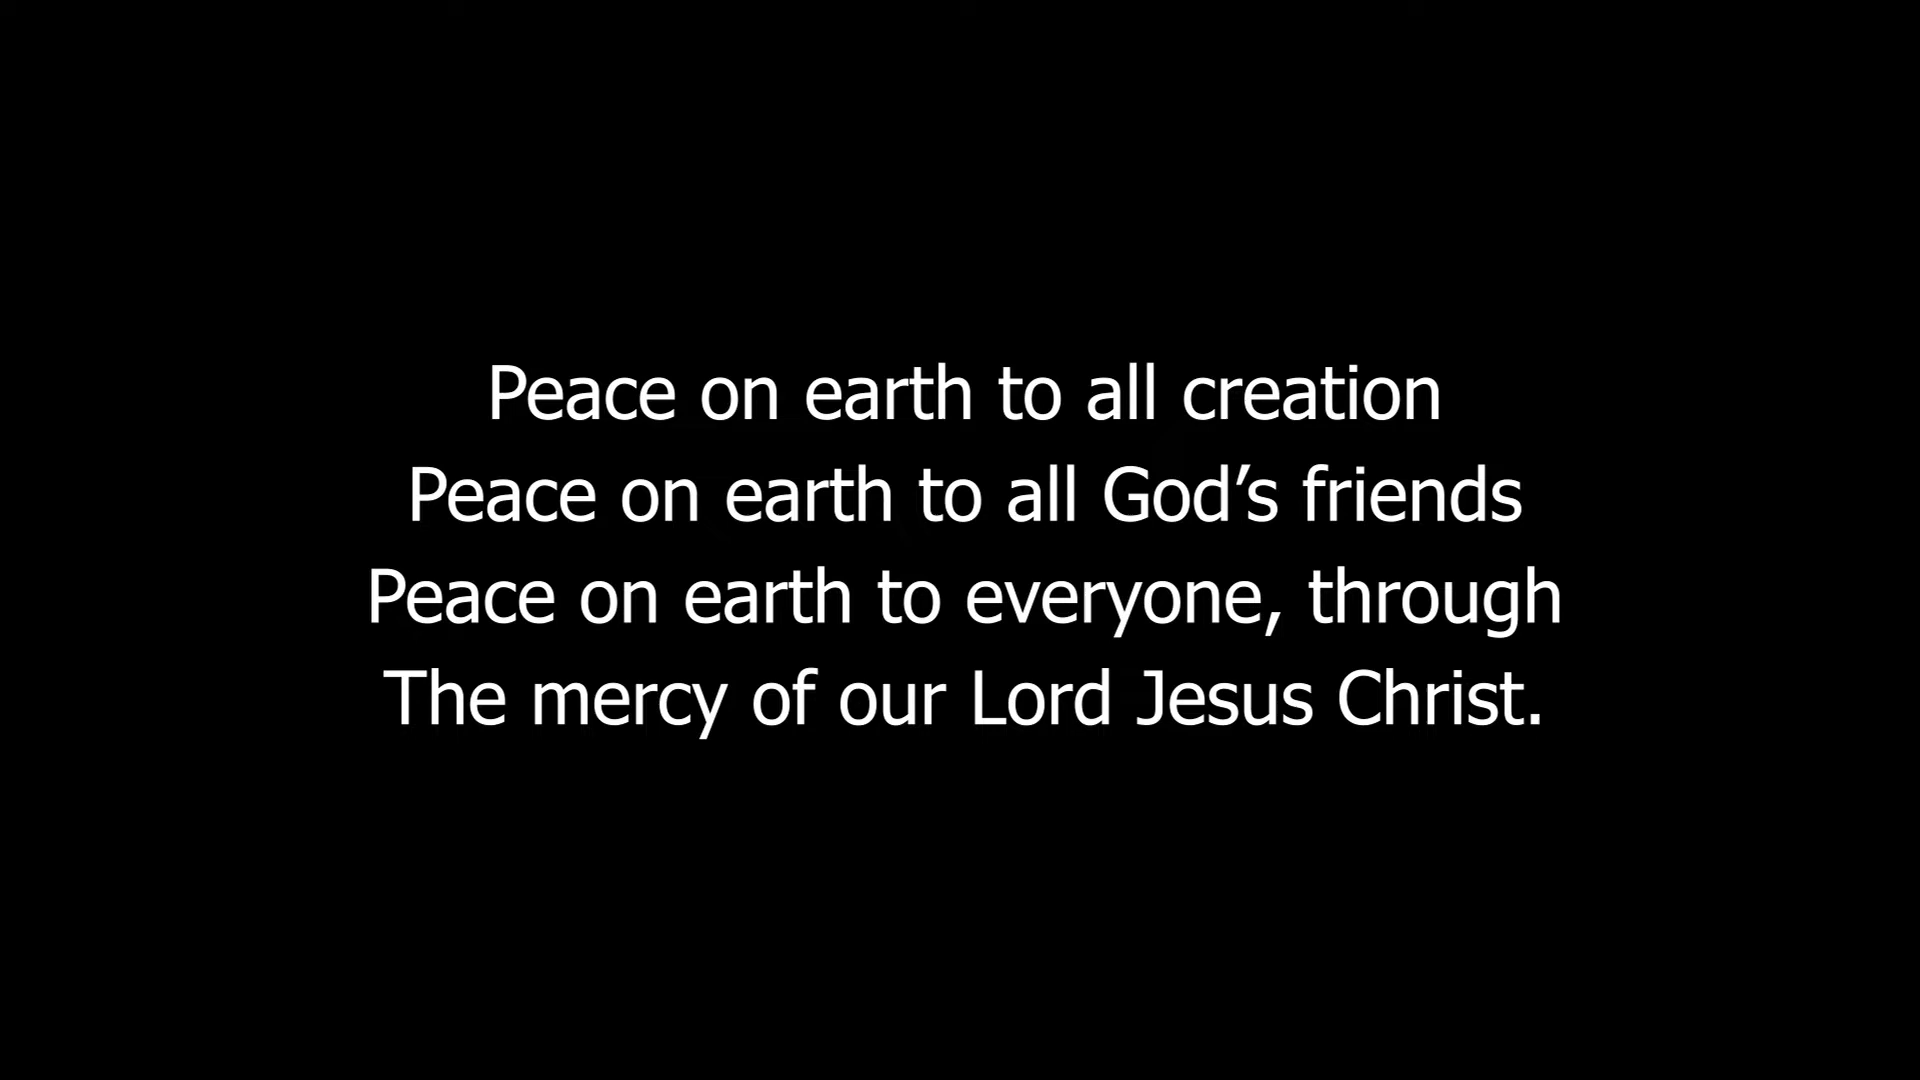 Peace on earth to all creation
Peace on earth to all God’s friends
Peace on earth to everyone, through
The mercy of our Lord Jesus Christ.